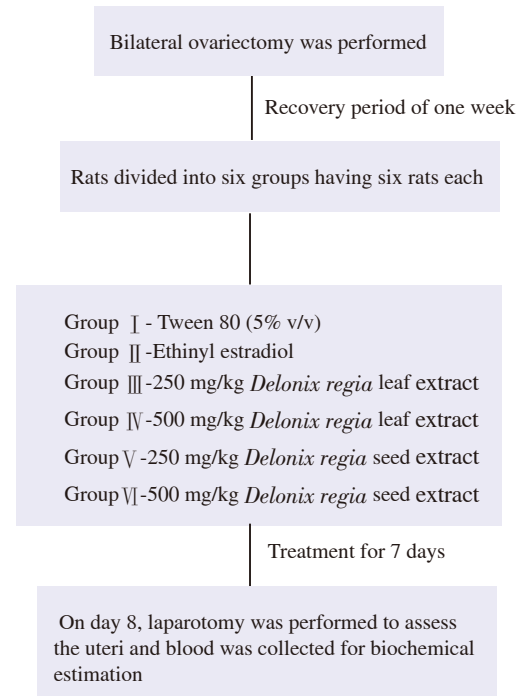 Bilateral ovariectomy was performed
Recovery period of one week
Rats divided into six groups having six rats each
Group Ⅰ - Tween 80 (5% v/v)
Group Ⅱ -Ethinyl estradiol
Group Ⅲ -250 mg/kg Delonix regia leaf extract
Group Ⅳ -500 mg/kg Delonix regia leaf extract
Group Ⅴ -250 mg/kg Delonix regia seed extract
Group Ⅵ -500 mg/kg Delonix regia seed extract
Treatment for 7 days
On day 8, laparotomy was performed to assess
the uteri and blood was collected for biochemical
estimation